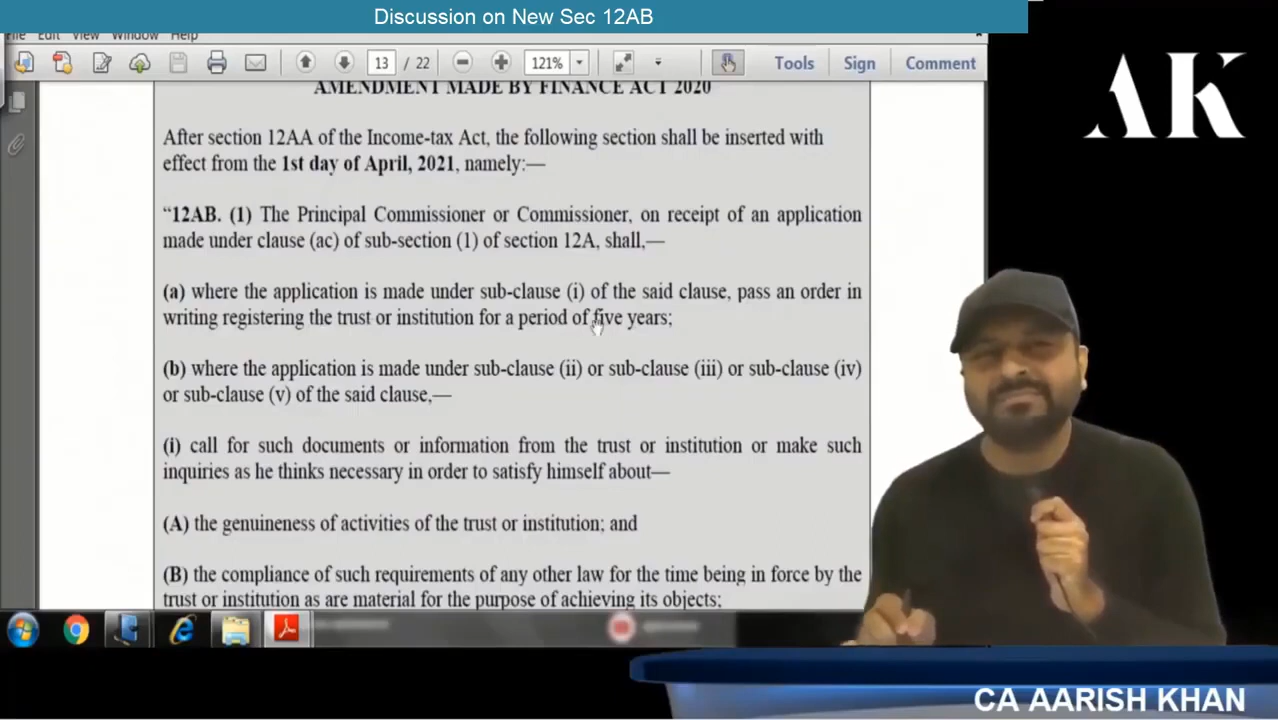 Discussion on New Sec 12AB
File Edit View Window Help
13 / 22
121%
Tools Sign Comment
AK
AMENDMENT MADE BY FINANCE ACT 2020
After section 12AA of the Income-tax Act, the following section shall be inserted with
effect from the 1st day of April, 2021, namely:—
“12AB. (1) The Principal Commissioner or Commissioner, on receipt of an application
made under clause (ac) of sub-section (1) of section 12A, shall,—
(a) where the application is made under sub-clause (i) of the said clause, pass an order in
writing registering the trust or institution for a period of five years;
(b) where the application is made under sub-clause (ii) or sub-clause (iii) or sub-clause (iv)
or sub-clause (v) of the said clause,—
(i) call for such documents or information from the trust or institution or make such
inquiries as he thinks necessary in order to satisfy himself about—
(A) the genuineness of activities of the trust or institution; and
(B) the compliance of such requirements of any other law for the time being in force by the
trust or institution as are material for the purpose of achieving its objects;
CA AARISH KHAN